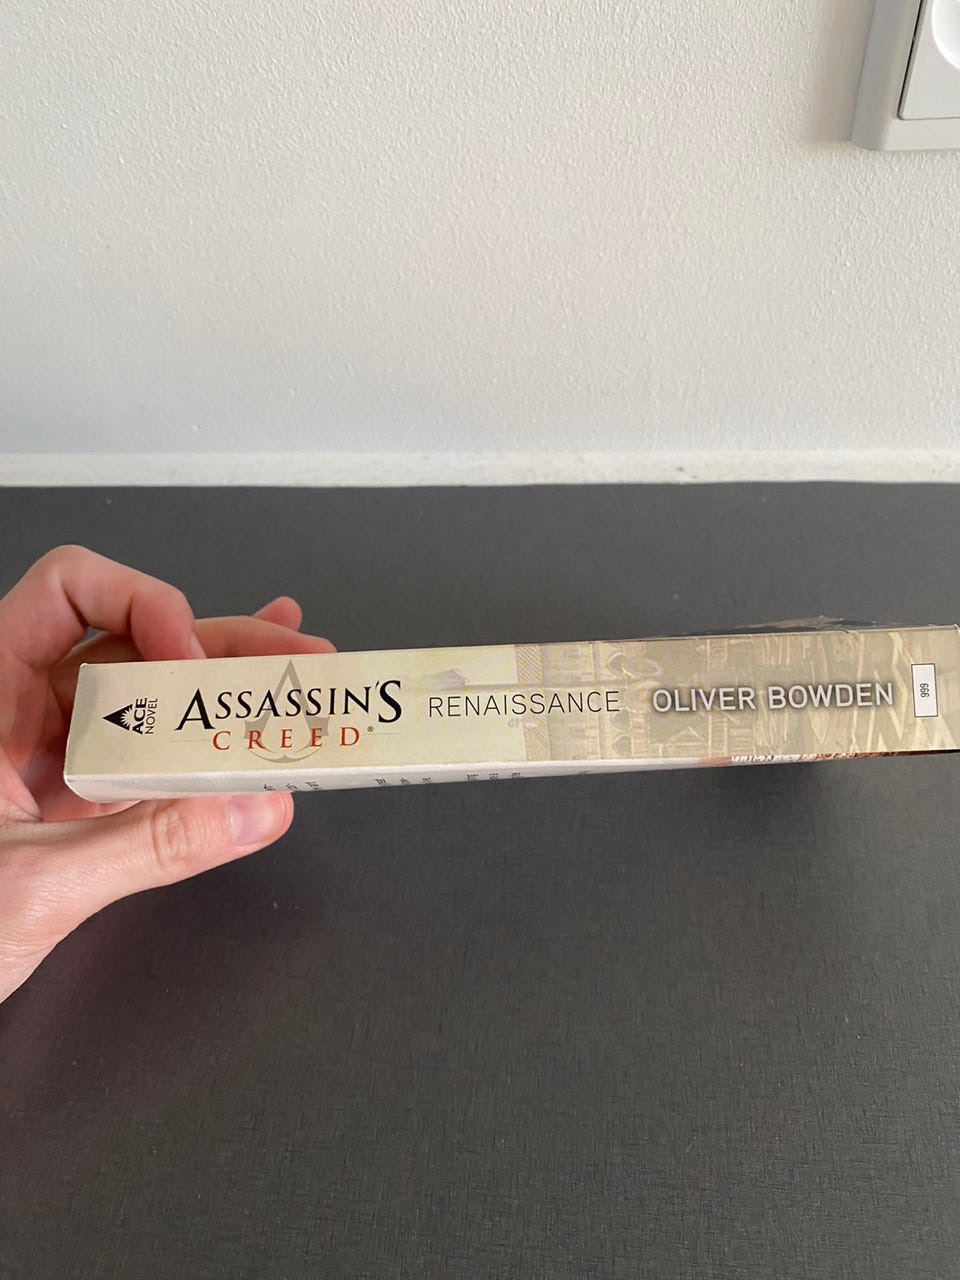 ACE
NOVEL
ASSASSIN'S
CREED®
RENAISSANCE
OLIVER BOWDEN
999